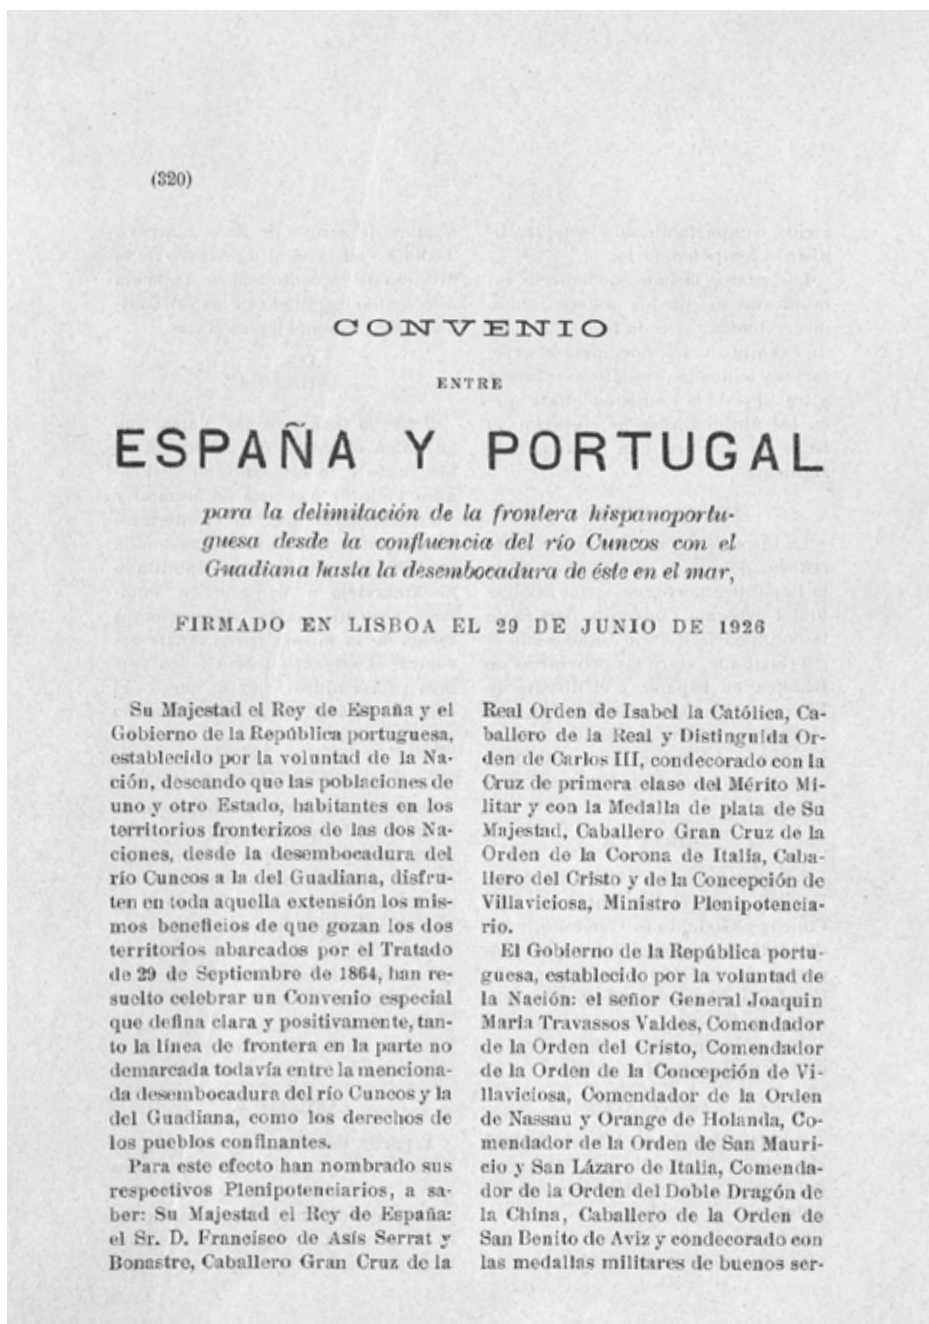 (320)
CONVENIO
ENTRE
ESPAÑA Y PORTUGAL
para la delimitación de la frontera hispanoportu-
guesa desde la confluencia del río Cuncos con el
Guadiana hasta la desembocadura de éste en el mar,
FIRMADO EN LISBOA EL 29 DE JUNIO DE 1926
Su Majestad el Rey de España y el
Gobierno de la República portuguesa,
establecido por la voluntad de la Na-
ción, deseando que las poblaciones de
uno y otro Estado, habitantes en los
territorios fronterizos de las dos Na-
ciones, desde la desembocadura del
río Cuncos a la del Guadiana, disfru-
ten en toda aquella extensión los mis-
mos beneficios de que gozan los dos
territorios abarcados por el Tratado
de 29 de Septiembre de 1864, han re-
suelto celebrar un Convenio especial
que defina clara y positivamente, tan-
to la línea de frontera en la parte no
demarcada todavía entre la menciona-
da desembocadura del río Cuncos y la
del Guadiana, como los derechos de
los pueblos confinantes.
Para este efecto han nombrado sus
respectivos Plenipotenciarios, a sa-
ber: Su Majestad el Rey de España:
el Sr. D. Francisco de Asís Serrat y
Bonastre, Caballero Gran Cruz de la
Real Orden de Isabel la Católica, Ca-
ballero de la Real y Distinguida Or-
den de Carlos III, condecorado con la
Cruz de primera clase del Mérito Mi-
litar y con la Medalla de plata de Su
Majestad, Caballero Gran Cruz de la
Orden de la Corona de Italia, Caba-
llero del Cristo y de la Concepción de
Villaviciosa, Ministro Plenipotencia-
rio.
El Gobierno de la República portu-
guesa, establecido por la voluntad de
la Nación: el señor General Joaquin
Maria Travassos Valdes, Comendador
de la Orden del Cristo, Comendador
de la Orden de la Concepción de Vi-
llaviciosa, Comendador de la Orden
de Nassau y Orange de Holanda, Co-
mendador de la Orden de San Mauri-
cio y San Lázaro de Italia, Comenda-
dor de la Orden del Doble Dragón de
la China, Caballero de la Orden de
San Benito de Aviz y condecorado con
las medallas militares de buenos ser-